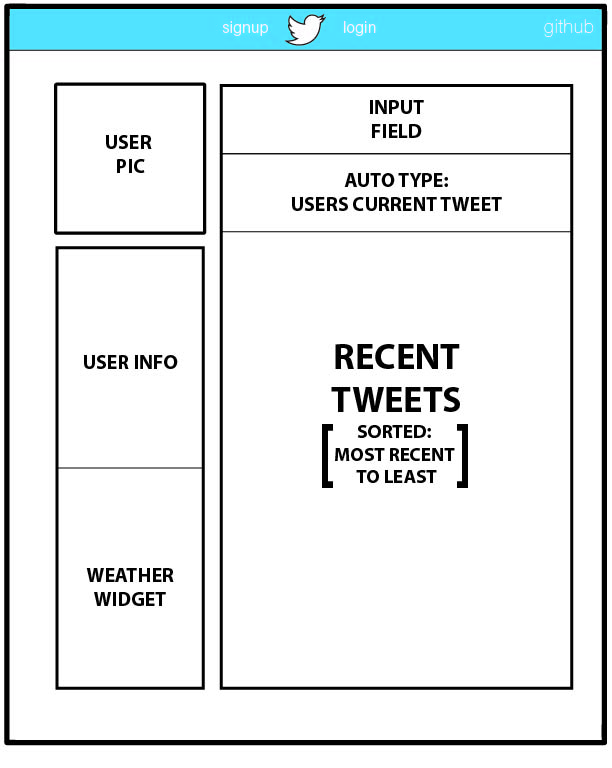 signup
login
github
USER
PIC
INPUT
FIELD
AUTO TYPE:
USERS CURRENT TWEET
USER INFO
RECENT
TWEETS
SORTED:
MOST RECENT
TO LEAST
WEATHER
WIDGET